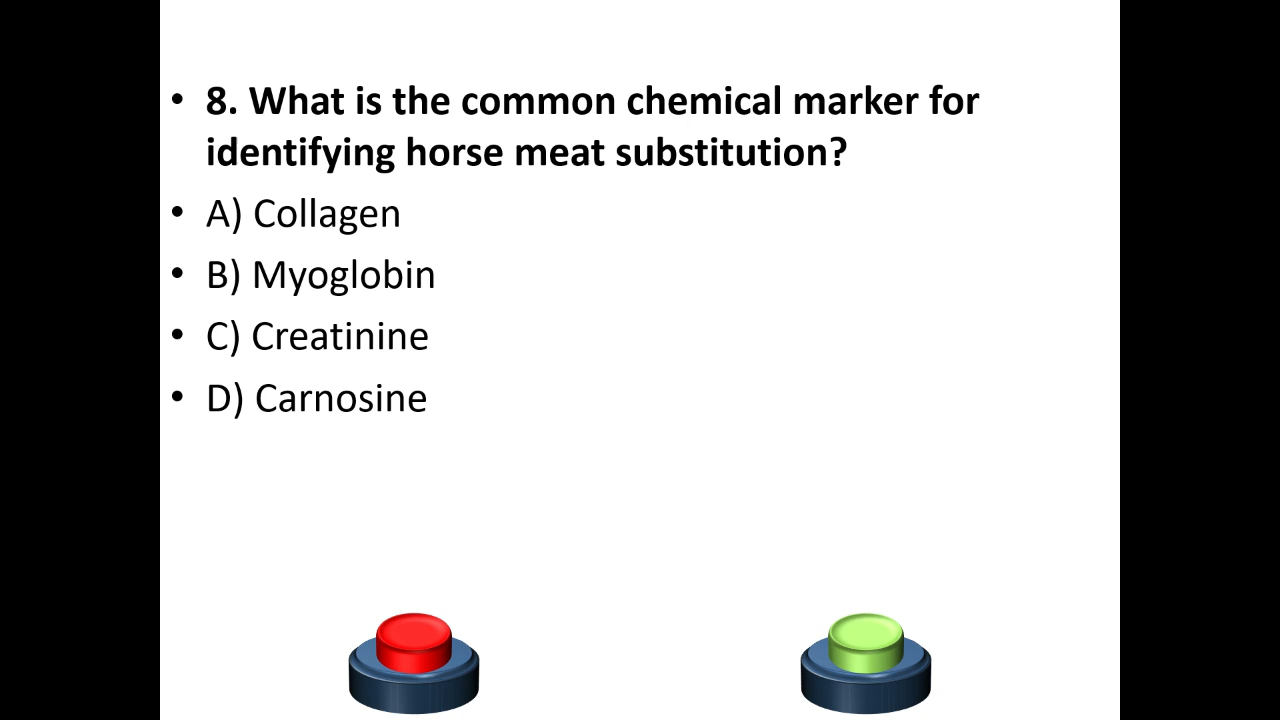 • 8. What is the common chemical marker for
identifying horse meat substitution?
• A) Collagen
• B) Myoglobin
• C) Creatinine
• D) Carnosine